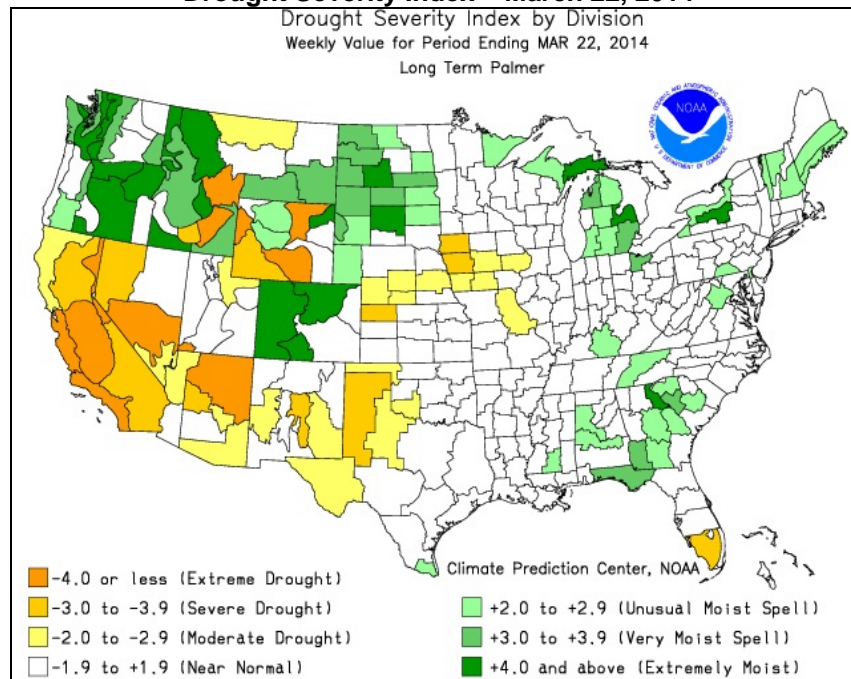 Drought Severity Index by Division
Weekly Value for Period Ending MAR 22, 2014
Long Term Palmer
NOAA
-4.0 or less (Extreme Drought)
-3.0 to -3.9 (Severe Drought)
-2.0 to -2.9 (Moderate Drought)
-1.9 to +1.9 (Near Normal)
Climate Prediction Center, NOAA
+2.0 to +2.9 (Unusual Moist Spell)
+3.0 to +3.9 (Very Moist Spell)
+4.0 and above (Extremely Moist)